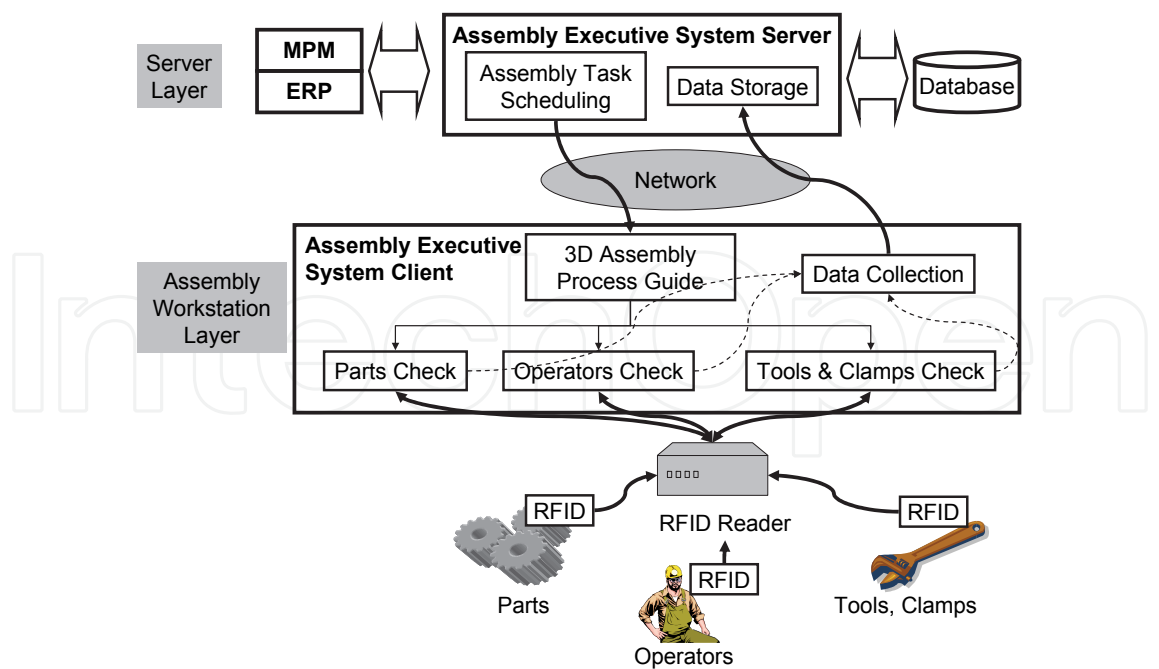 Server
Layer
MPM
ERP
Assembly Executive System Server
Assembly Task
Scheduling
Data Storage
Database
Network
Assembly
Workstation
Layer
Assembly Executive
System Client
3D Assembly
Process Guide
Data Collection
Parts Check
Operators Check
Tools & Clamps Check
IntechOpen
RFID
RFID Reader
RFID
RFID
Parts
Operators
Tools, Clamps